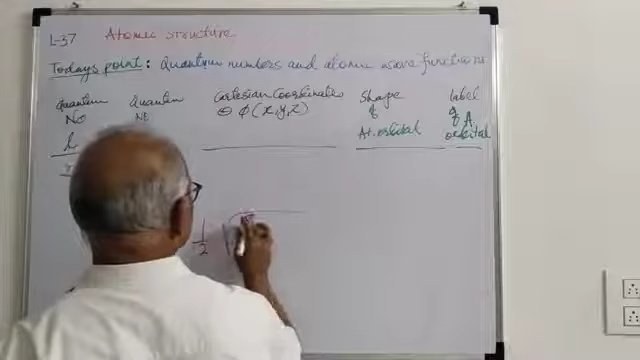 L-37 Atomic structure
Todays point: Quantum numbers and atomic wave functions
Quantum Quantum Cartesian Coordinates Shape Label
No NO Θ Φ (x,y,z) of of A.
l At. orbital orbital
1
2